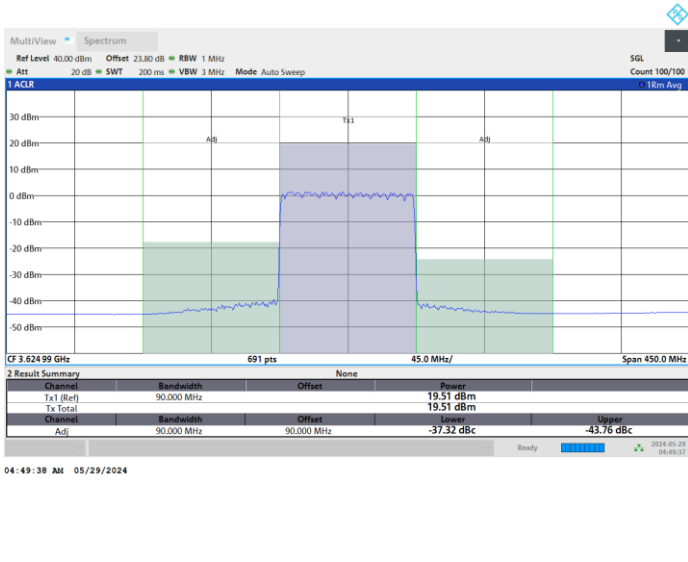 MultiView Spectrum
Ref Level 40.00 dBm Offset 23.80 dB RBW 1 MHz SGL
Att 20 dB SWT 200 ms VBW 3 MHz Mode Auto Sweep Count 100/100
1 ACLR 1Rm Avg
30 dBm
Tx1
20 dBm
Adj Adj
10 dBm
0 dBm
-10 dBm
-20 dBm
-30 dBm
-40 dBm
-50 dBm
CF 3.62499 GHz 691 pts 45.0 MHz/ Span 450.0 MHz
2 Result Summary None
Channel Bandwidth Offset Power
Tx1 (Ref) 90.000 MHz 19.51 dBm
Tx Total 19.51 dBm
Channel Bandwidth Offset Lower Upper
Adj 90.000 MHz 90.000 MHz -37.32 dBc -43.76 dBc
Ready 2024-05-29
04:49:37
04:49:38 AM 05/29/2024